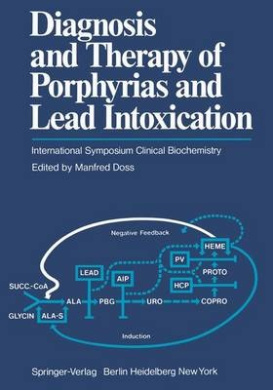 Diagnosis
and Therapy of
Porphyrias and
Lead Intoxication
International Symposium Clinical Biochemistry
Edited by Manfred Doss
Negative Feedback
HEME
PV
LEAD
AIP
PROTO
HCP
SUCC.-CoA
ALA
PBG
URO
COPRO
GLYCIN
ALA-S
Induction
Springer-Verlag Berlin Heidelberg New York